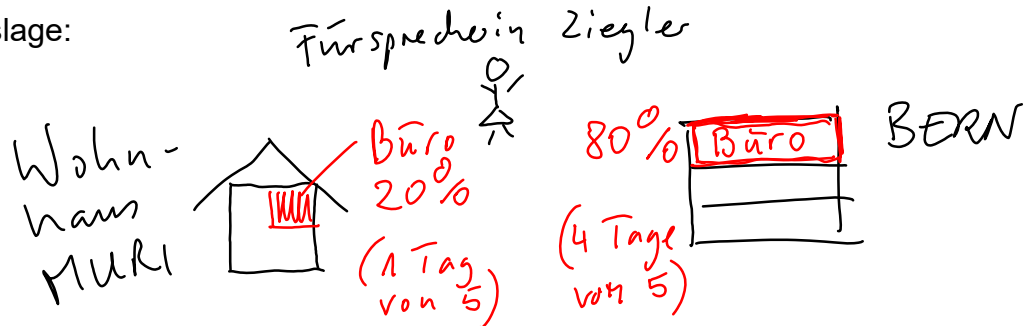 slage:
Fürsprecherin Ziegler
Wohn-
haus
MURI
Büro
20%
(1 Tag
von 5)
80%
Büro
(4 Tage
von 5)
BERN